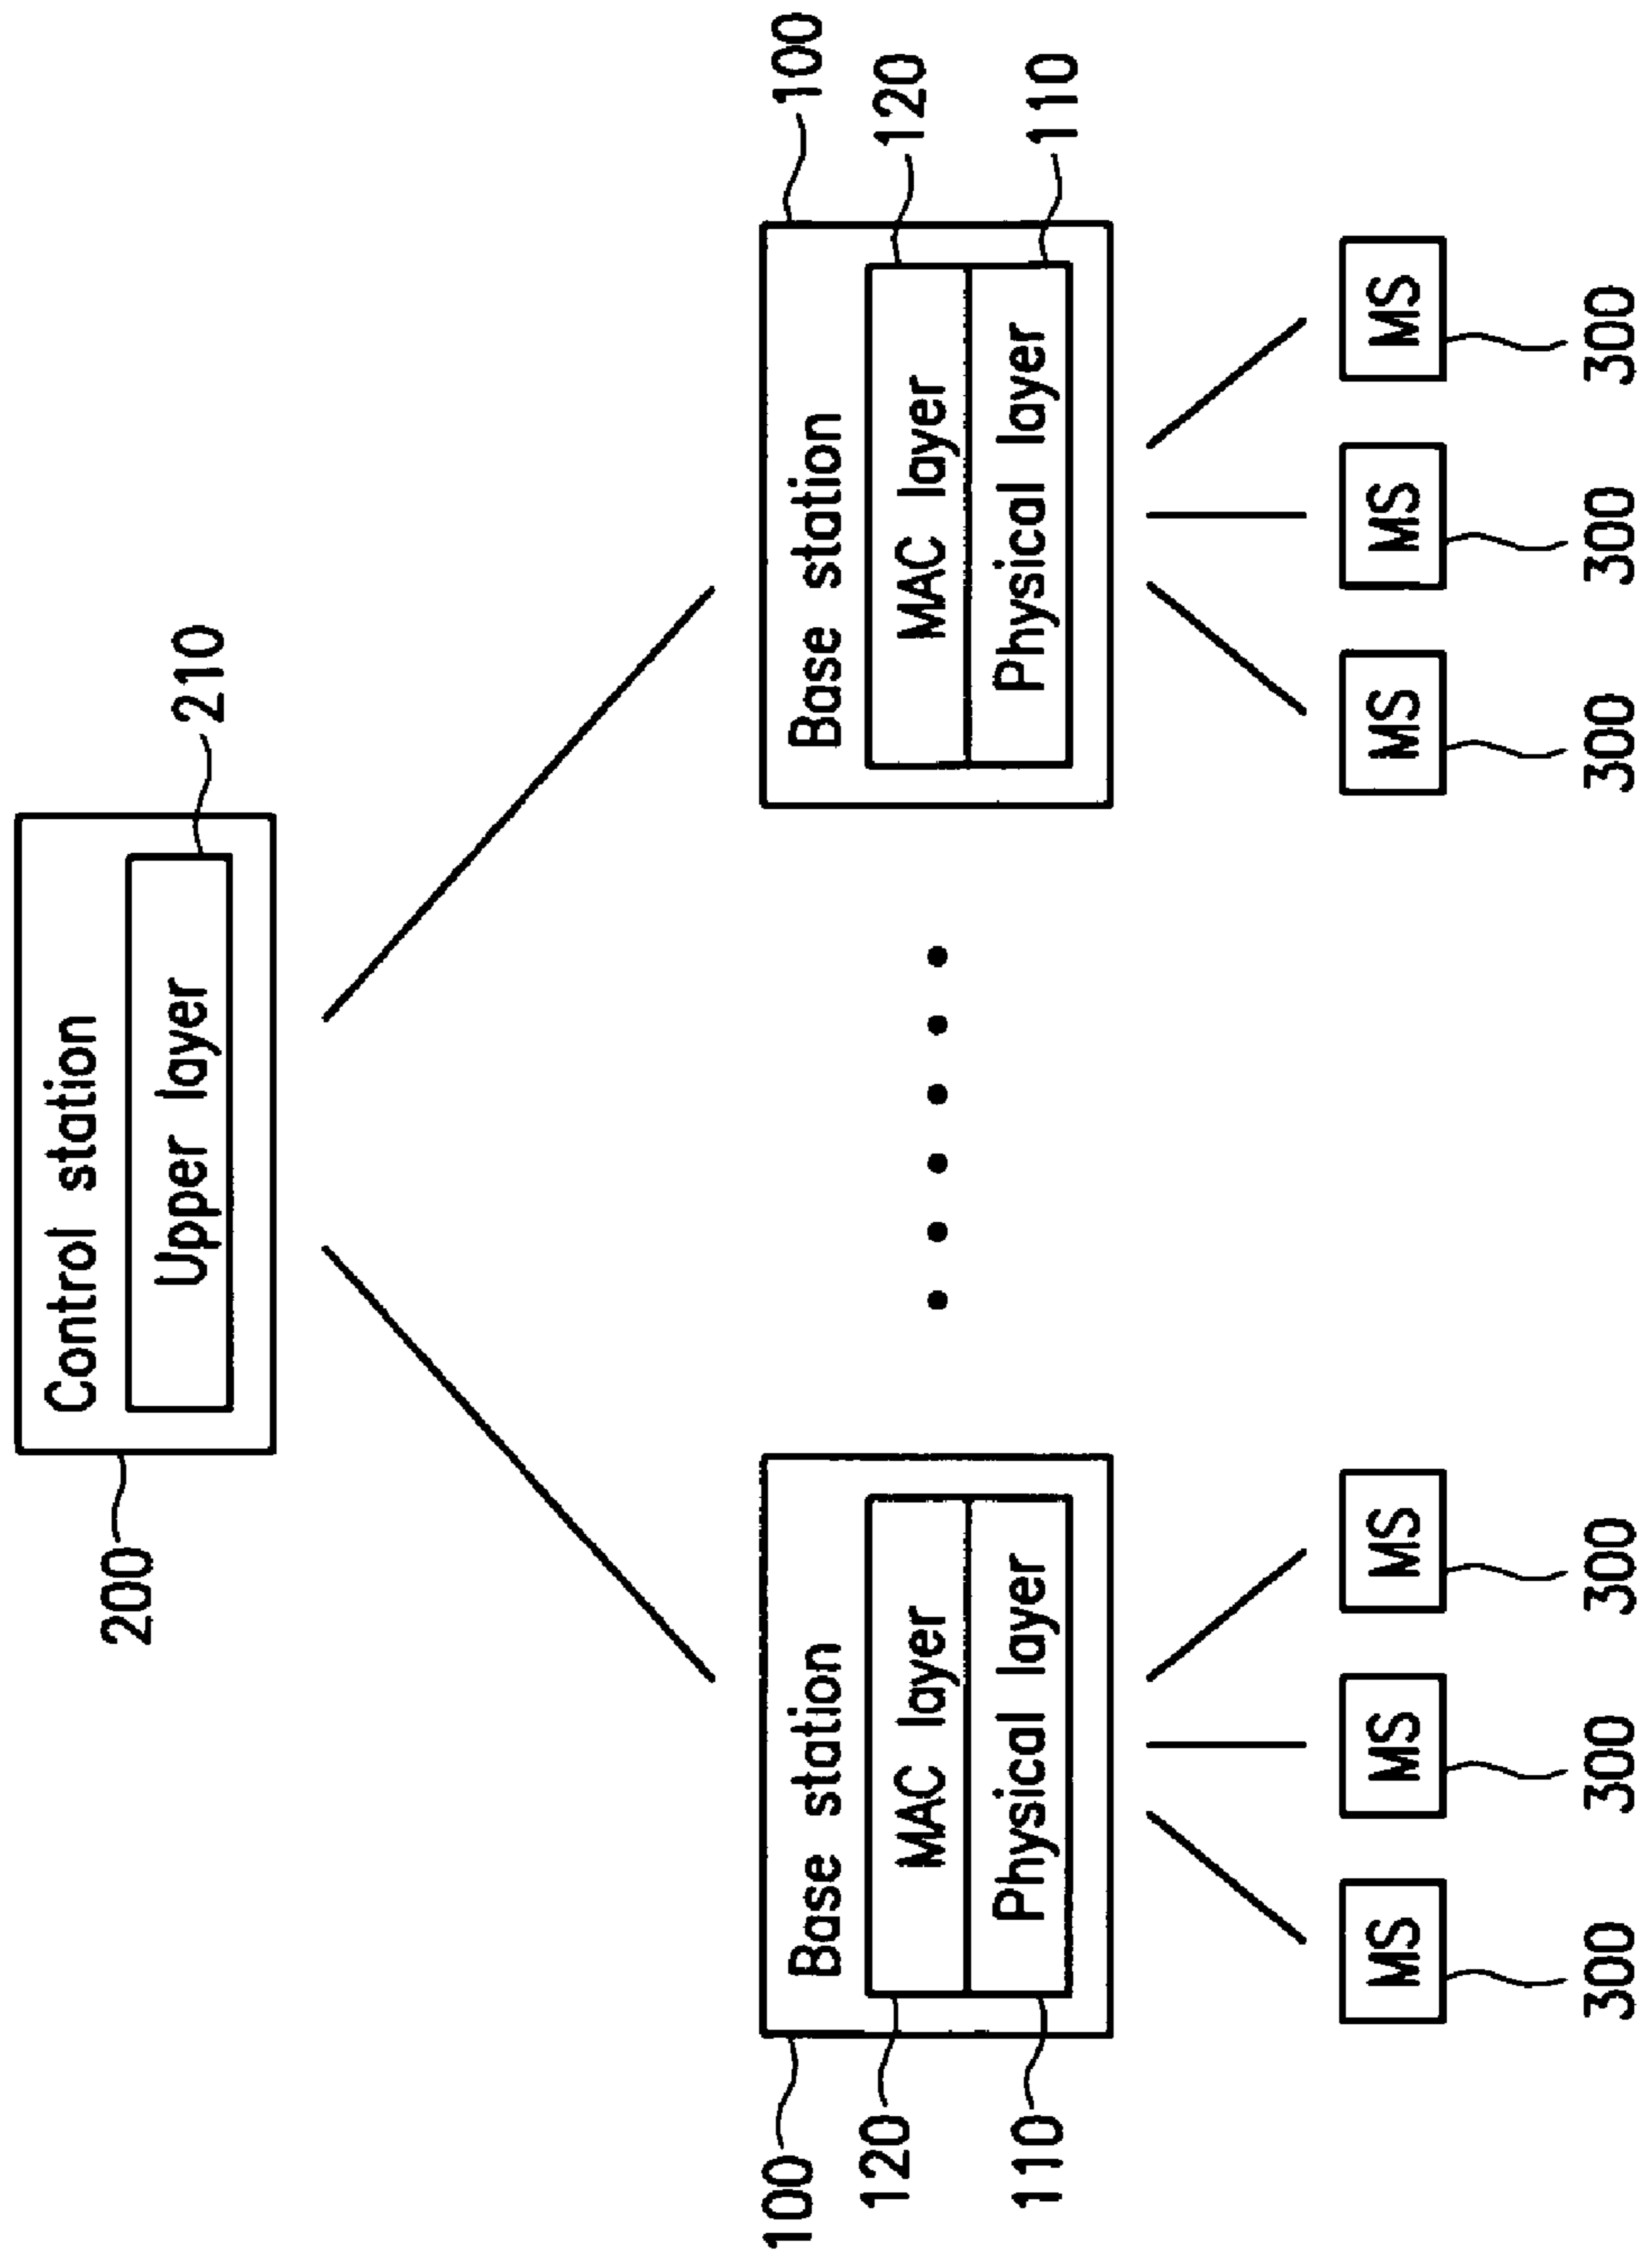 Control station
200
Upper layer
210
Base station
100
MAC layer
120
Physical layer
110
Base station
100
MAC layer
120
Physical layer
110
MS
MS
MS
MS
MS
MS
300
300
300
300
300
300